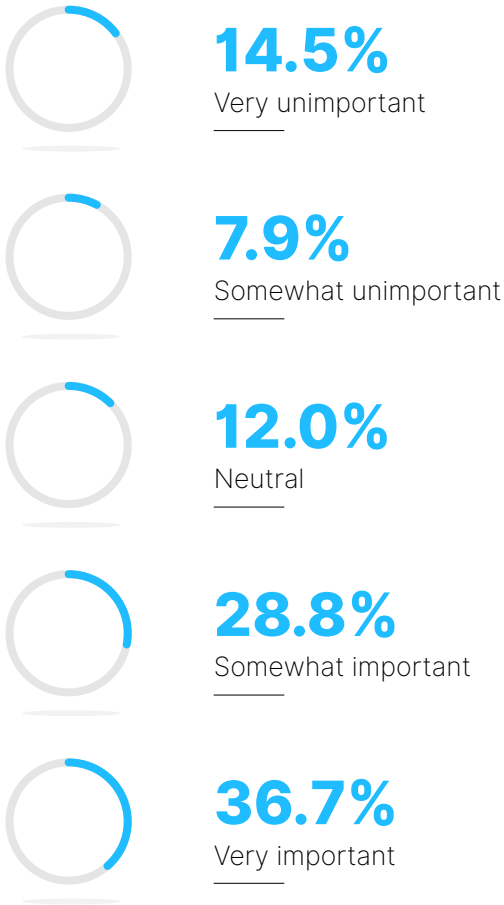 14.5%
Very unimportant
7.9%
Somewhat unimportant
12.0%
Neutral
28.8%
Somewhat important
36.7%
Very important